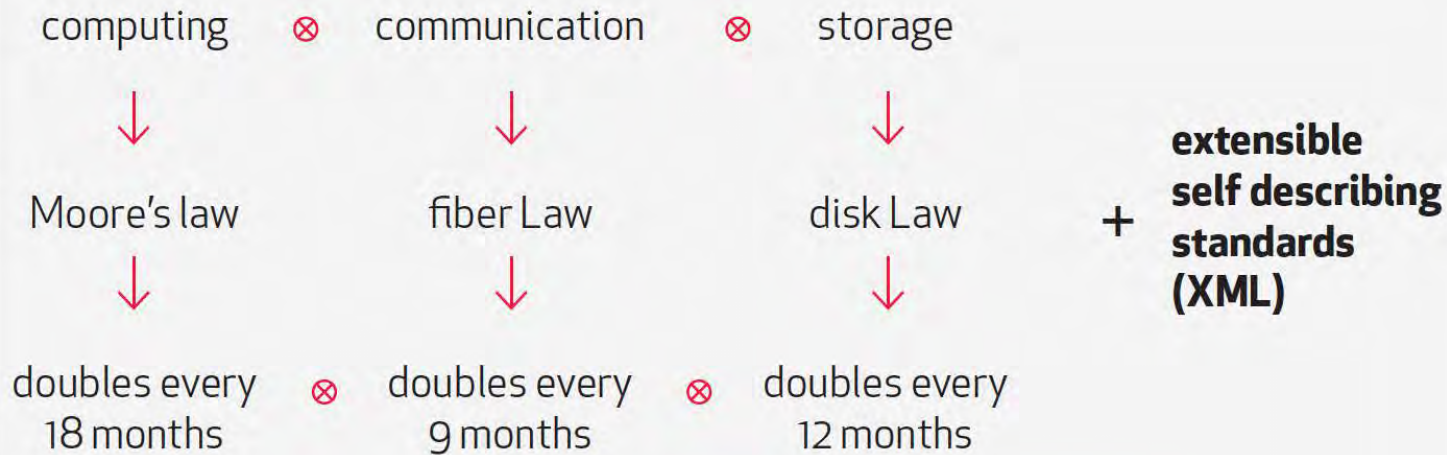 computing ⊗ communication ⊗ storage
Moore's law fiber Law disk Law
+
extensible
self describing
standards
(XML)
doubles every ⊗ doubles every ⊗ doubles every
18 months 9 months 12 months